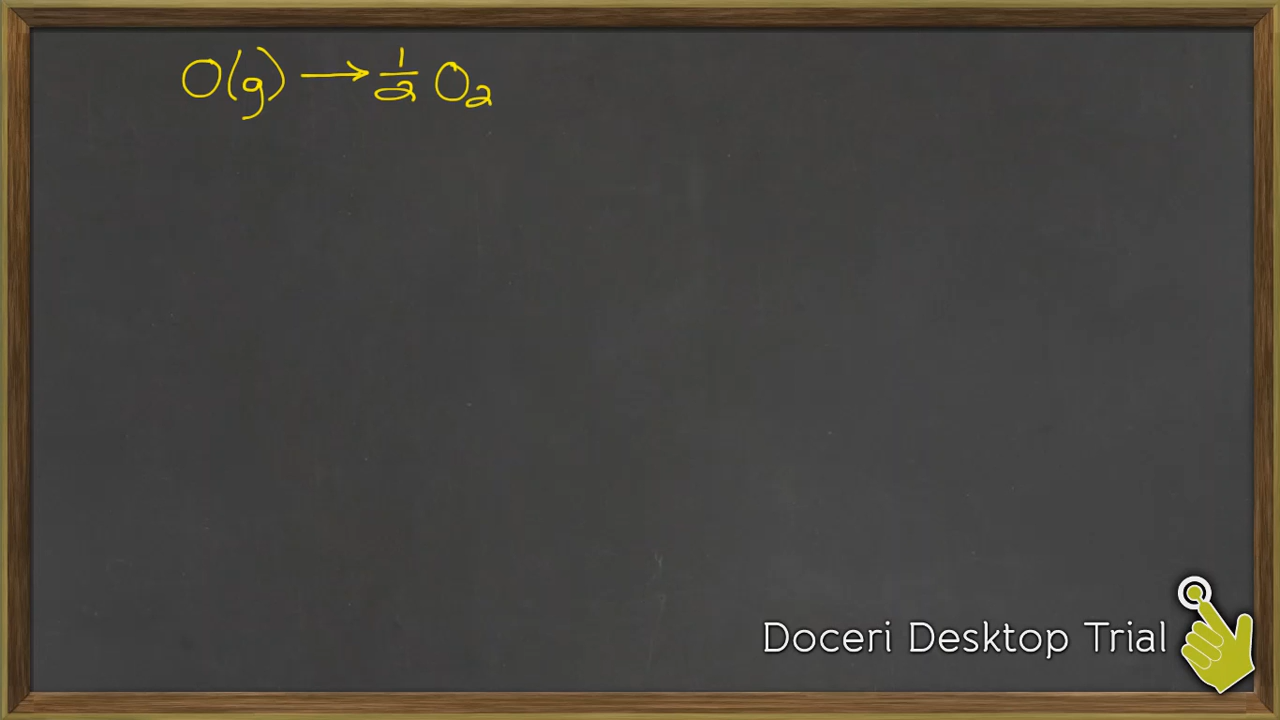 O(g) → 1/2 O₂
Doceri Desktop Trial